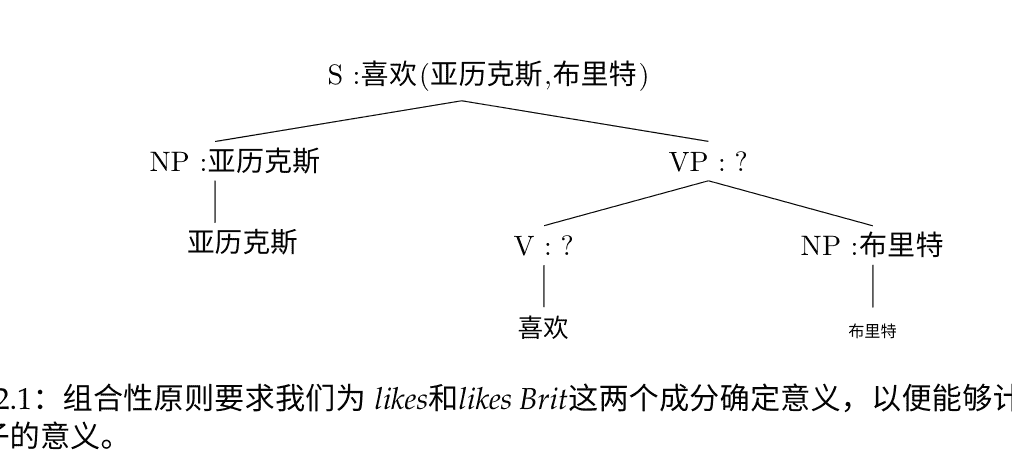 S :喜欢(亚历克斯,布里特)
NP :亚历克斯 VP : ?
亚历克斯 V : ? NP :布里特
喜欢 布里特
2.1：组合性原则要求我们为 likes和likes Brit这两个成分确定意义，以便能够计
子的意义。